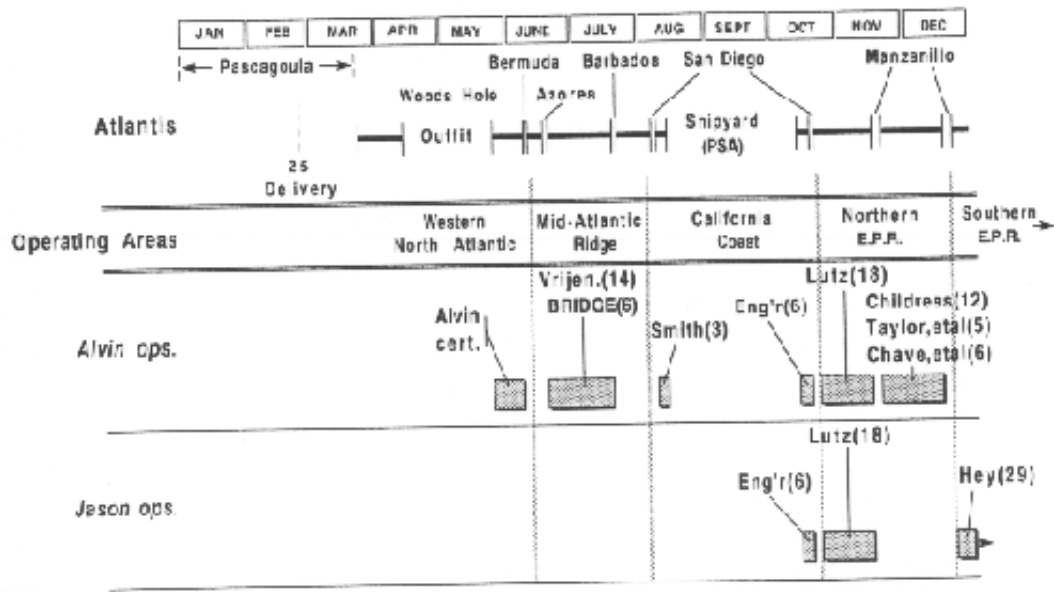 JAN FEB MAR APR MAY JUNE JULY AUG SEPT OCT NOV DEC
Pascagoula Bermuda Barbados San Diego Manzanillo
Woods Hole Azores
Atlantis Outfit Shipyard
(PSA)
25
Delivery
Operating Areas
Western
North Atlantic
Mid-Atlantic
Ridge
California
Coast
Northern
E.P.R.
Southern
E.P.R.
Alvin ops.
Alvin
cert.
Vrijen.(14)
BRIDGE(6)
Smith(3)
Eng'r(6)
Lutz(18)
Childress(12)
Taylor,etal(5)
Chave,etal(6)
Jason ops.
Eng'r(6)
Lutz(18)
Hey(29)